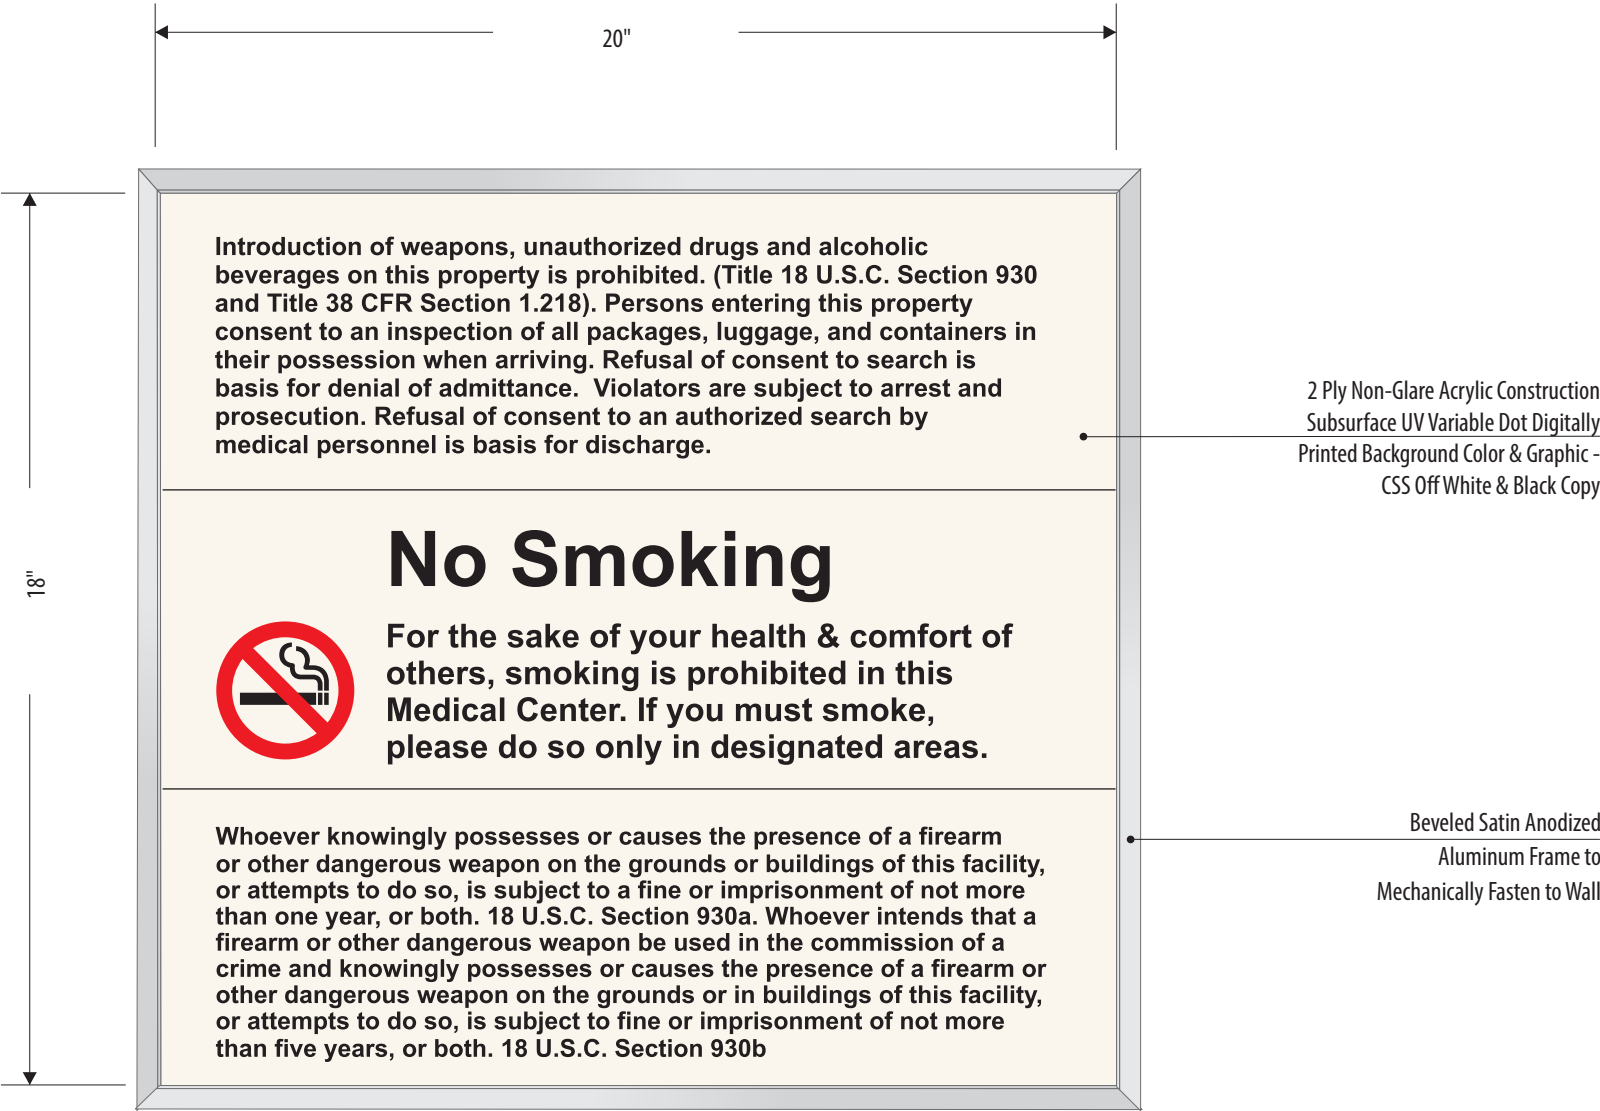 20"
18"
Introduction of weapons, unauthorized drugs and alcoholic
beverages on this property is prohibited. (Title 18 U.S.C. Section 930
and Title 38 CFR Section 1.218). Persons entering this property
consent to an inspection of all packages, luggage, and containers in
their possession when arriving. Refusal of consent to search is
basis for denial of admittance.  Violators are subject to arrest and
prosecution. Refusal of consent to an authorized search by
medical personnel is basis for discharge.
No Smoking
For the sake of your health & comfort of
others, smoking is prohibited in this
Medical Center. If you must smoke,
please do so only in designated areas.
Whoever knowingly possesses or causes the presence of a firearm
or other dangerous weapon on the grounds or buildings of this facility,
or attempts to do so, is subject to a fine or imprisonment of not more
than one year, or both. 18 U.S.C. Section 930a. Whoever intends that a
firearm or other dangerous weapon be used in the commission of a
crime and knowingly possesses or causes the presence of a firearm or
other dangerous weapon on the grounds or in buildings of this facility,
or attempts to do so, is subject to fine or imprisonment of not more
than five years, or both. 18 U.S.C. Section 930b
2 Ply Non-Glare Acrylic Construction
Subsurface UV Variable Dot Digitally
Printed Background Color & Graphic -
CSS Off White & Black Copy
Beveled Satin Anodized
Aluminum Frame to
Mechanically Fasten to Wall